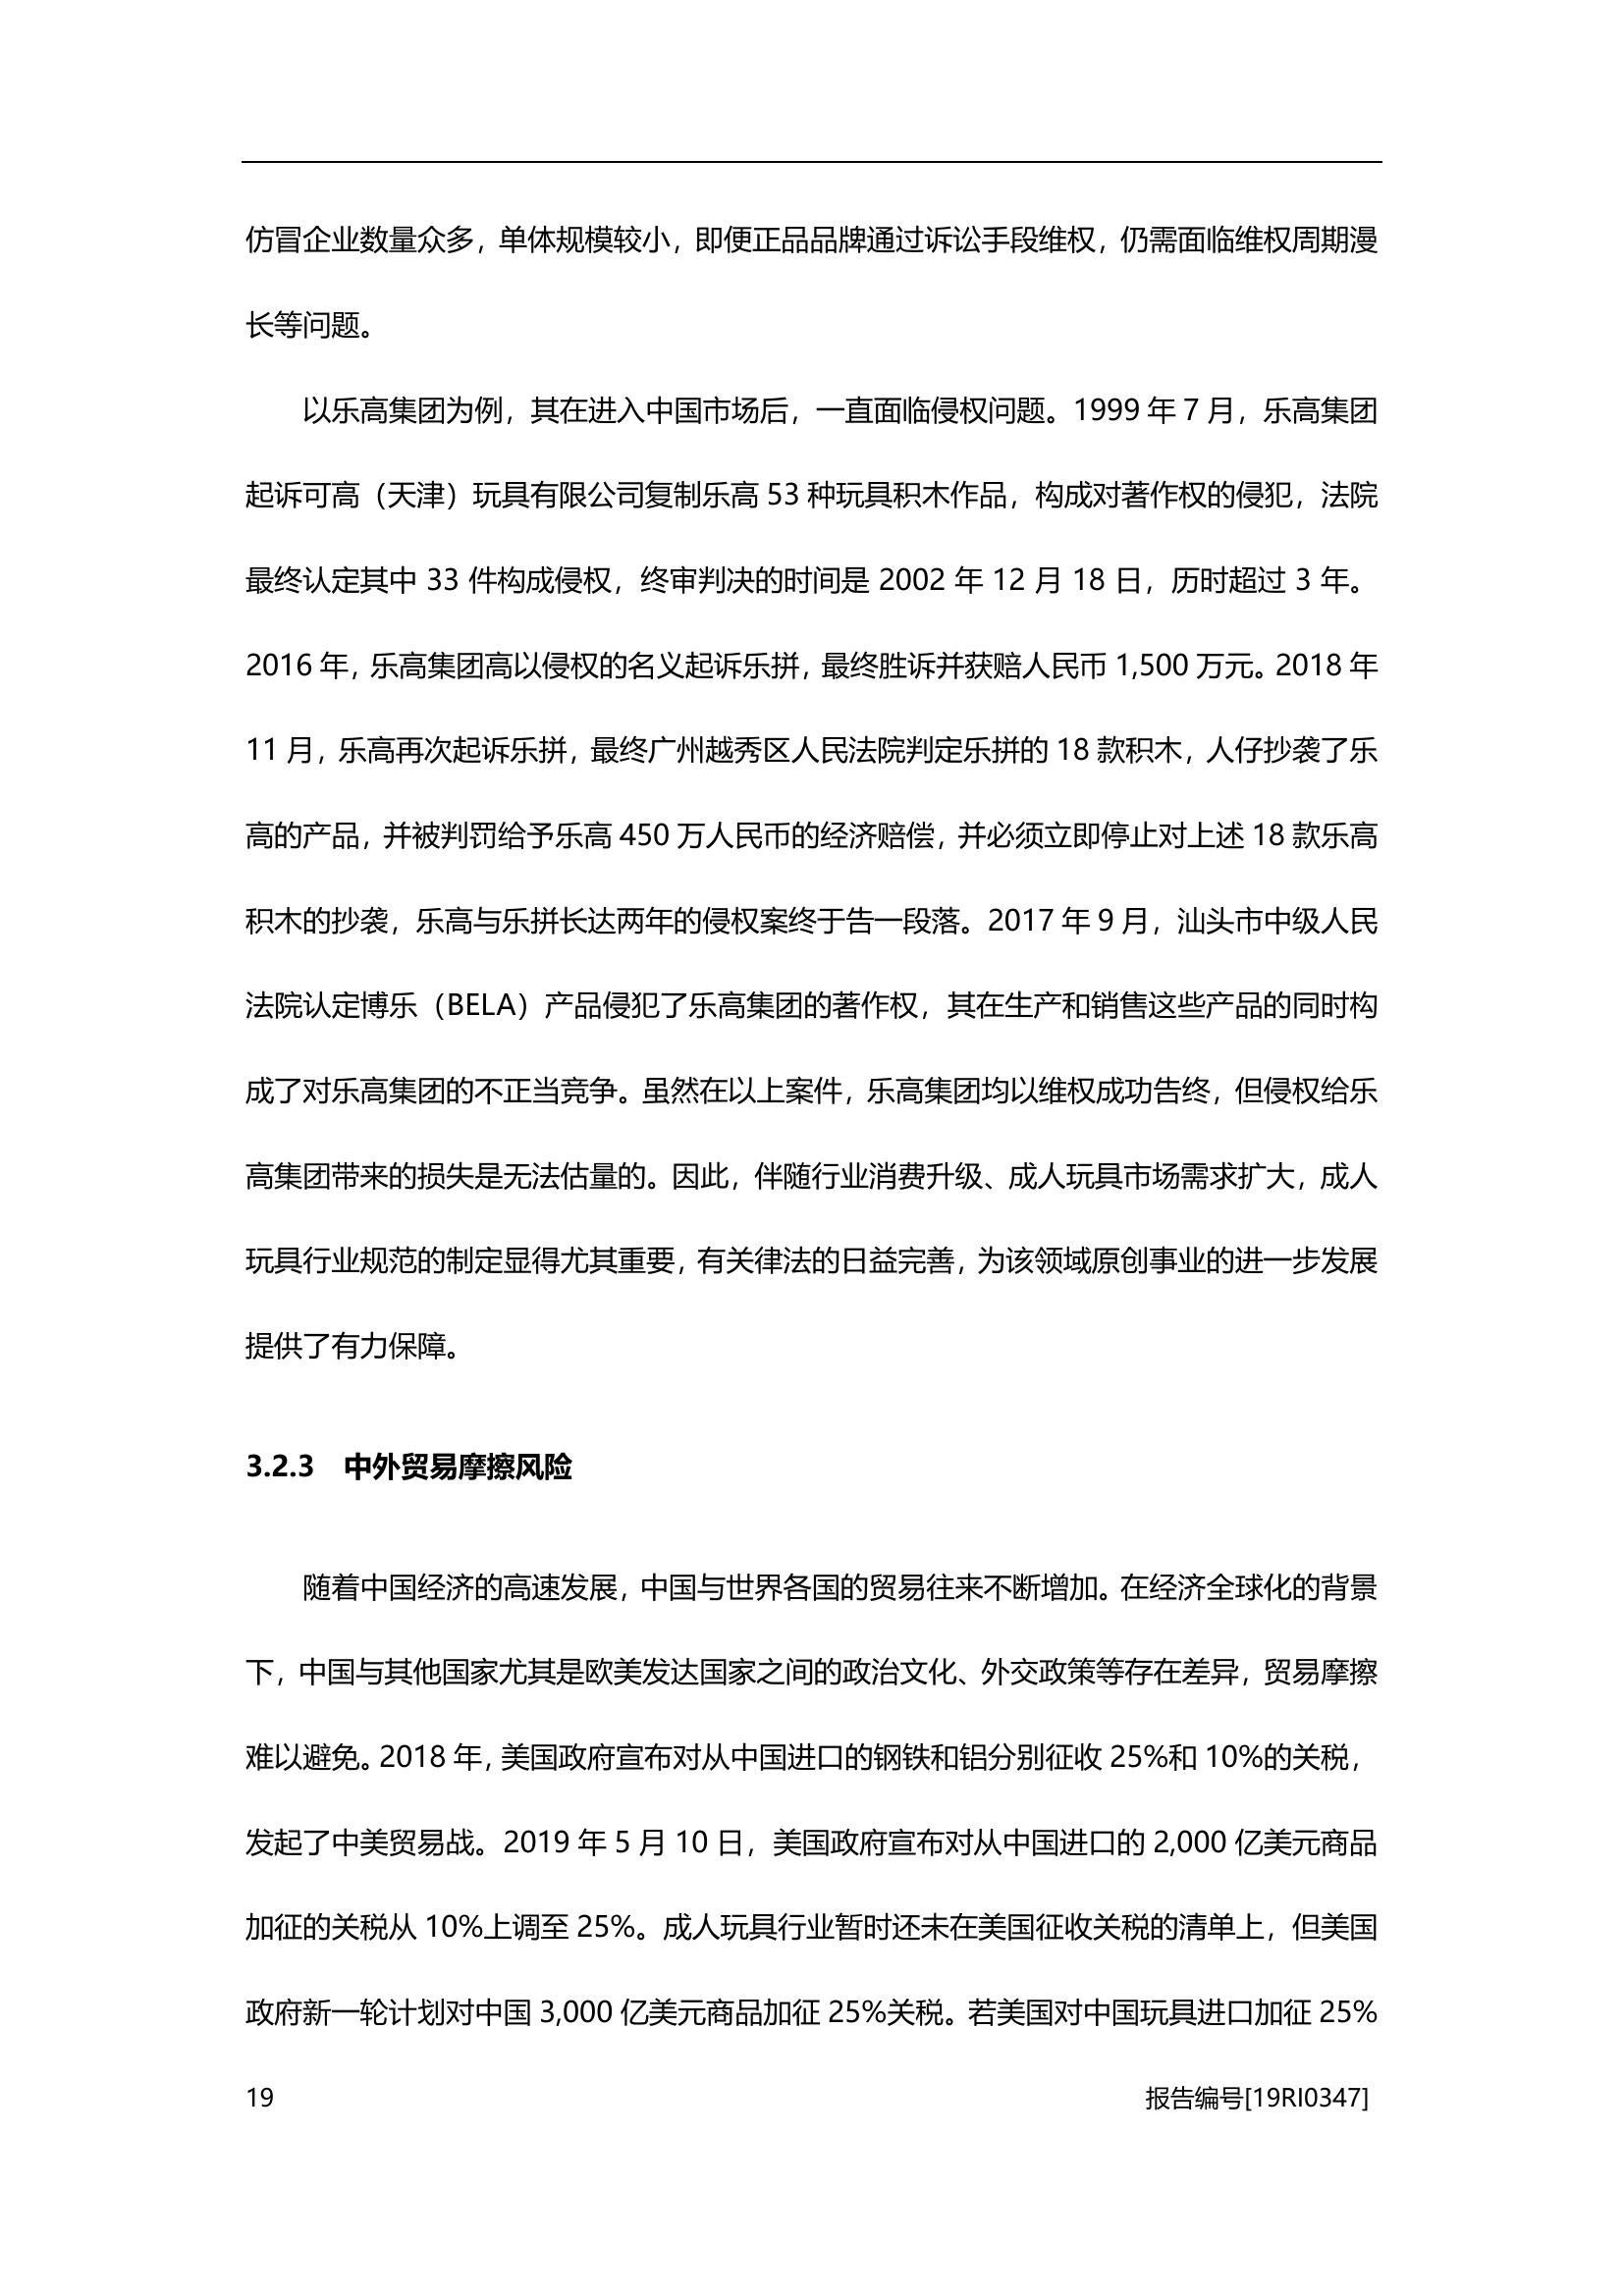 仿冒企业数量众多，单体规模较小，即便正品品牌通过诉讼手段维权，仍需面临维权周期漫
长等问题。
以乐高集团为例，其在进入中国市场后，一直面临侵权问题。1999 年 7 月，乐高集团
起诉可高（天津）玩具有限公司复制乐高 53 种玩具积木作品，构成对著作权的侵犯，法院
最终认定其中 33 件构成侵权，终审判决的时间是 2002 年 12 月 18 日，历时超过 3 年。
2016 年，乐高集团高以侵权的名义起诉乐拼，最终胜诉并获赔人民币 1,500 万元。2018 年
11 月，乐高再次起诉乐拼，最终广州越秀区人民法院判定乐拼的 18 款积木，人仔抄袭了乐
高的产品，并被判罚给予乐高 450 万人民币的经济赔偿，并必须立即停止对上述 18 款乐高
积木的抄袭，乐高与乐拼长达两年的侵权案终于告一段落。2017 年 9 月，汕头市中级人民
法院认定博乐（BELA）产品侵犯了乐高集团的著作权，其在生产和销售这些产品的同时构
成了对乐高集团的不正当竞争。虽然在以上案件，乐高集团均以维权成功告终，但侵权给乐
高集团带来的损失是无法估量的。因此，伴随行业消费升级、成人玩具市场需求扩大，成人
玩具行业规范的制定显得尤其重要，有关律法的日益完善，为该领域原创事业的进一步发展
提供了有力保障。
3.2.3 中外贸易摩擦风险
随着中国经济的高速发展，中国与世界各国的贸易往来不断增加。在经济全球化的背景
下，中国与其他国家尤其是欧美发达国家之间的政治文化、外交政策等存在差异，贸易摩擦
难以避免。2018 年，美国政府宣布对从中国进口的钢铁和铝分别征收 25%和 10%的关税，
发起了中美贸易战。2019 年 5 月 10 日，美国政府宣布对从中国进口的 2,000 亿美元商品
加征的关税从 10%上调至 25%。成人玩具行业暂时还未在美国征收关税的清单上，但美国
政府新一轮计划对中国 3,000 亿美元商品加征 25%关税。若美国对中国玩具进口加征 25%
19 报告编号[19RI0347]